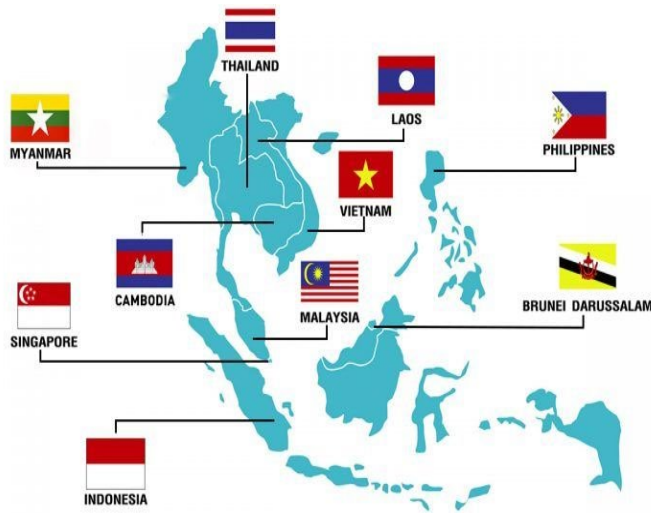 THAILAND
LAOS
MYANMAR
PHILIPPINES
VIETNAM
CAMBODIA
MALAYSIA
BRUNEI DARUSSALAM
SINGAPORE
INDONESIA